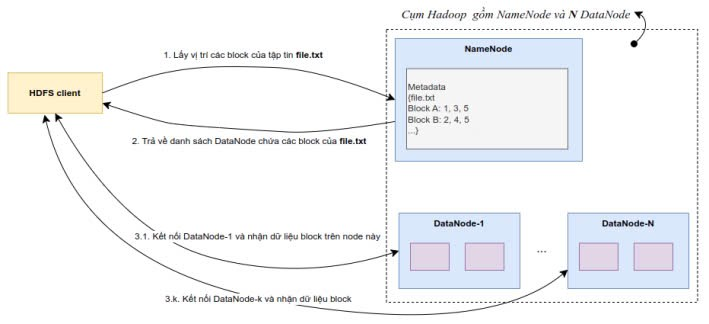 Cụm Hadoop gồm NameNode và N DataNode
1. Lấy vị trí các block của tập tin file.txt
NameNode
HDFS client
Metadata
{file.txt
Block A: 1, 3, 5
Block B: 2, 4, 5
...}
2. Trả về danh sách DataNode chứa các block của file.txt
DataNode-1
...
DataNode-N
3.1. Kết nối DataNode-1 và nhận dữ liệu block trên node này
3.k. Kết nối DataNode-k và nhận dữ liệu block